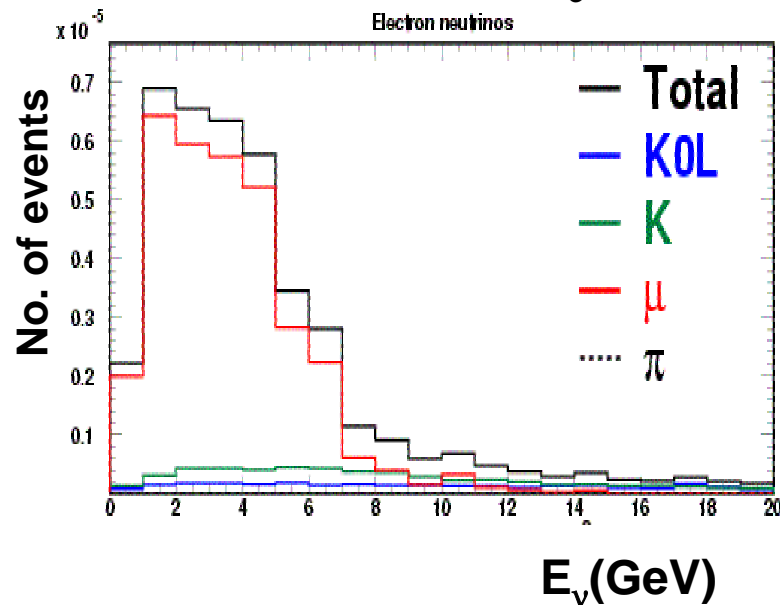 Electron neutrinos
x 10 -5
No. of events
0.7
0.6
0.5
0.4
0.3
0.2
0.1
Total
K0L
K
μ
π
0 2 4 6 8 10 12 14 16 18 20
Eν(GeV)